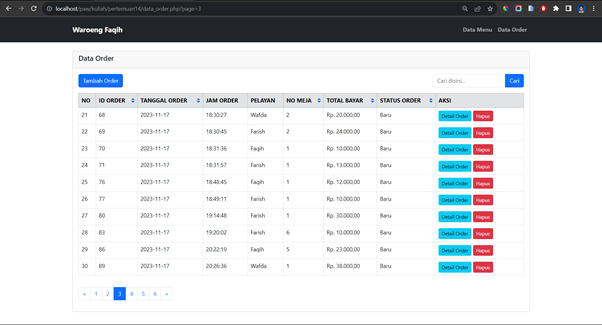 localhost/paw/kuliah/pertemuan14/data_order.php?page=3
Waroeng Faqih Data Menu Data Order
Data Order
Tambah Order Cari disini... Cari
NO ID ORDER TANGGAL ORDER JAM ORDER PELAYAN NO MEJA TOTAL BAYAR STATUS ORDER AKSI
21 68 2023-11-17 18:30:27 Wafda 2 Rp. 20.000,00 Baru Detail Order Hapus
22 69 2023-11-17 18:30:45 Farish 2 Rp. 24.000,00 Baru Detail Order Hapus
23 70 2023-11-17 18:31:36 Faqih 1 Rp. 10.000,00 Baru Detail Order Hapus
24 71 2023-11-17 18:31:57 Farish 1 Rp. 13.000,00 Baru Detail Order Hapus
25 76 2023-11-17 18:48:45 Faqih 1 Rp. 12.000,00 Baru Detail Order Hapus
26 77 2023-11-17 18:49:11 Farish 1 Rp. 10.000,00 Baru Detail Order Hapus
27 80 2023-11-17 19:14:48 Farish 1 Rp. 30.000,00 Baru Detail Order Hapus
28 83 2023-11-17 19:20:02 Farish 6 Rp. 10.000,00 Baru Detail Order Hapus
29 86 2023-11-17 20:22:19 Faqih 5 Rp. 23.000,00 Baru Detail Order Hapus
30 89 2023-11-17 20:26:36 Wafda 1 Rp. 38.000,00 Baru Detail Order Hapus
« 1 2 3 4 5 6 »